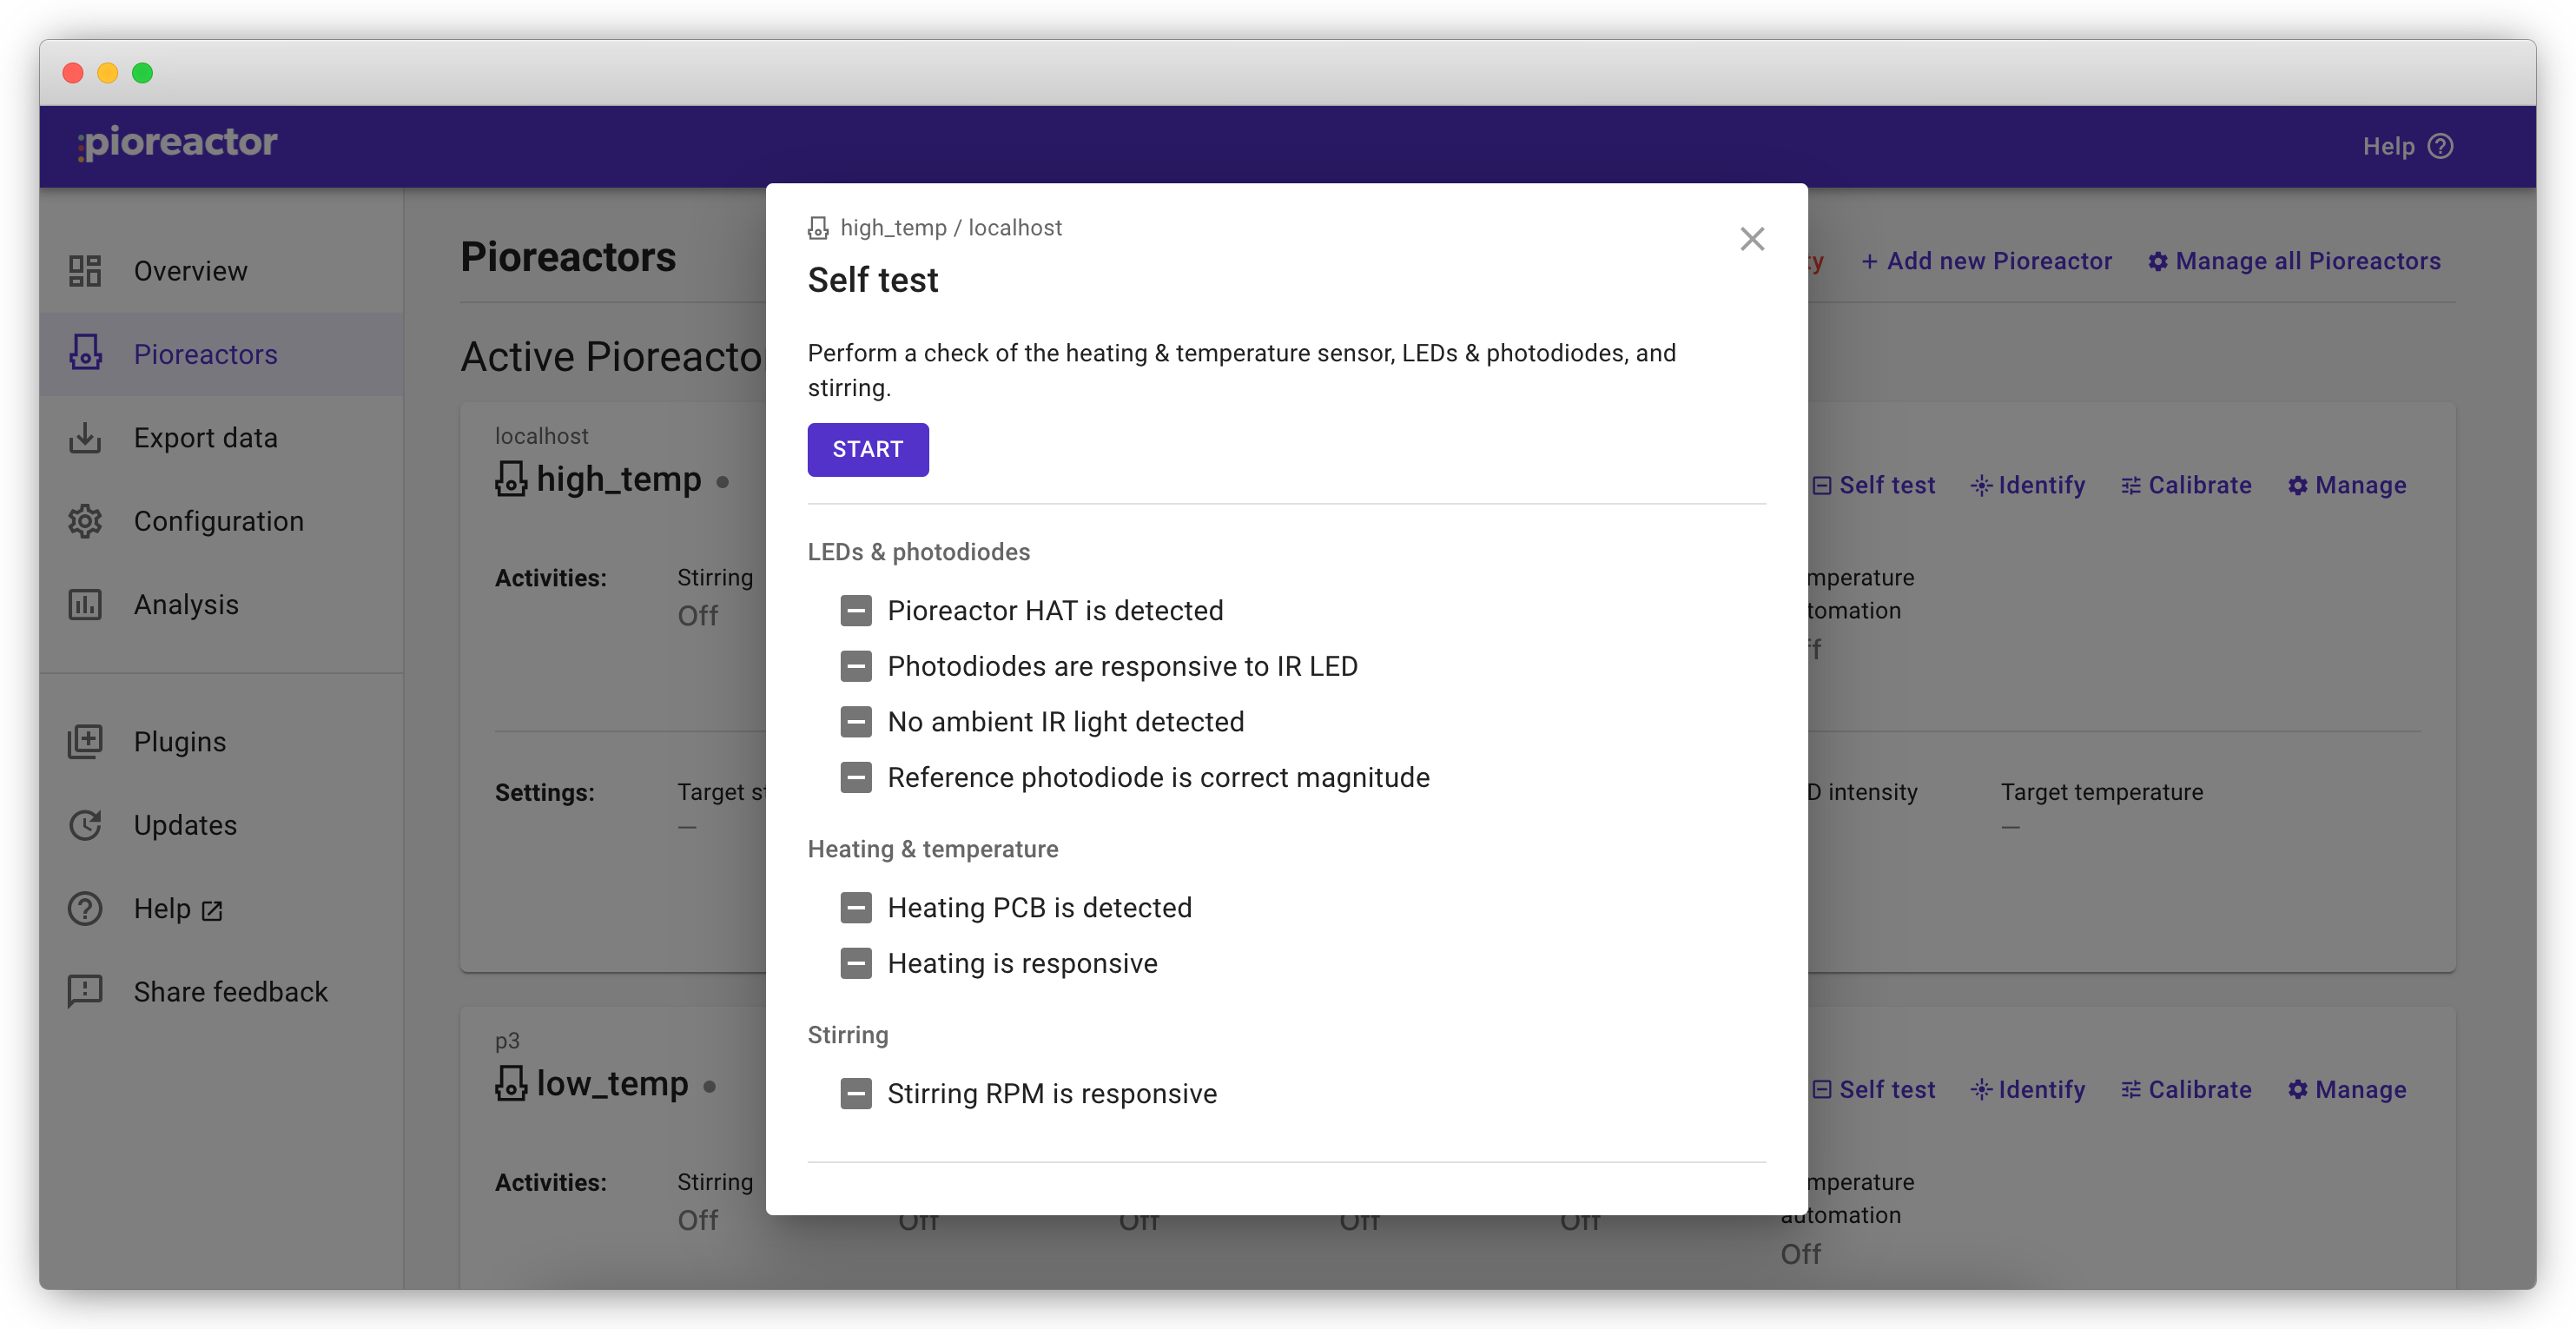 pioreactor
Help
Overview
Pioreactors
Export data
Configuration
Analysis
Plugins
Updates
Help
Share feedback
Pioreactors
+ Add new Pioreactor
Manage all Pioreactors
Active
localhost
high_temp
Self test
Identify
Calibrate
Manage
Activities:
Stirring
Off
Settings:
Target
—
intensity
Target temperature
—
p3
low_temp
Self test
Identify
Calibrate
Manage
Activities:
Stirring
Off
Off
Off
Off
Off
automation
Off
high_temp / localhost
Self test
Perform a check of the heating & temperature sensor, LEDs & photodiodes, and
stirring.
START
LEDs & photodiodes
Pioreactor HAT is detected
Photodiodes are responsive to IR LED
No ambient IR light detected
Reference photodiode is correct magnitude
Heating & temperature
Heating PCB is detected
Heating is responsive
Stirring
Stirring RPM is responsive